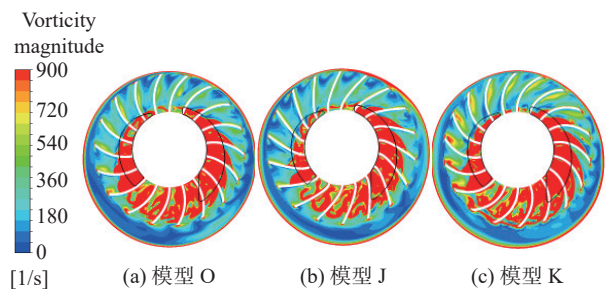 Vorticity
magnitude
900
720
540
360
180
0
[1/s]
(a) 模型 O
(b) 模型 J
(c) 模型 K